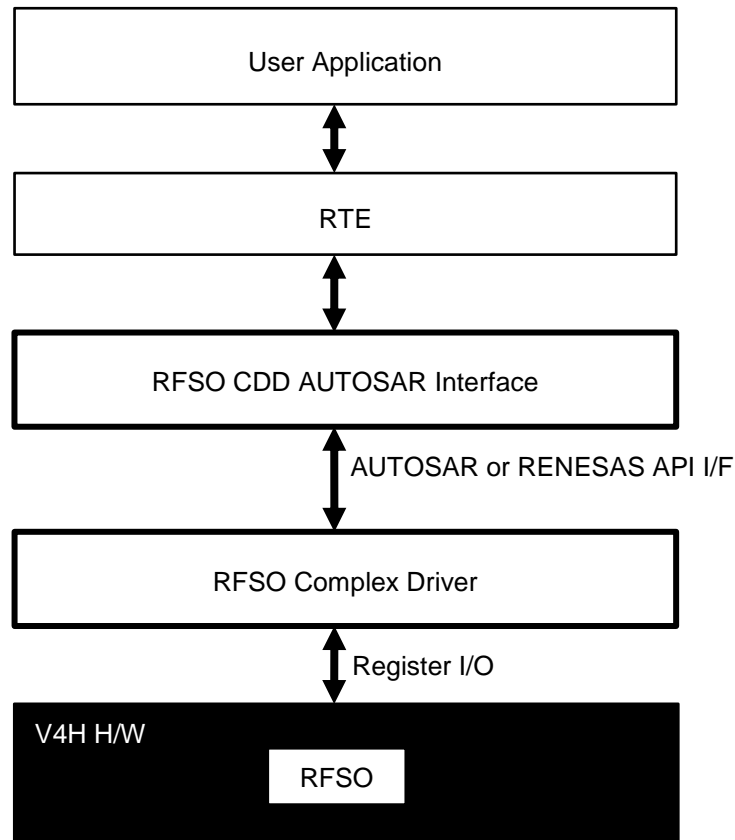 User Application
RTE
RFSO CDD AUTOSAR Interface
AUTOSAR or RENESAS API I/F
RFSO Complex Driver
Register I/O
V4H H/W
RFSO